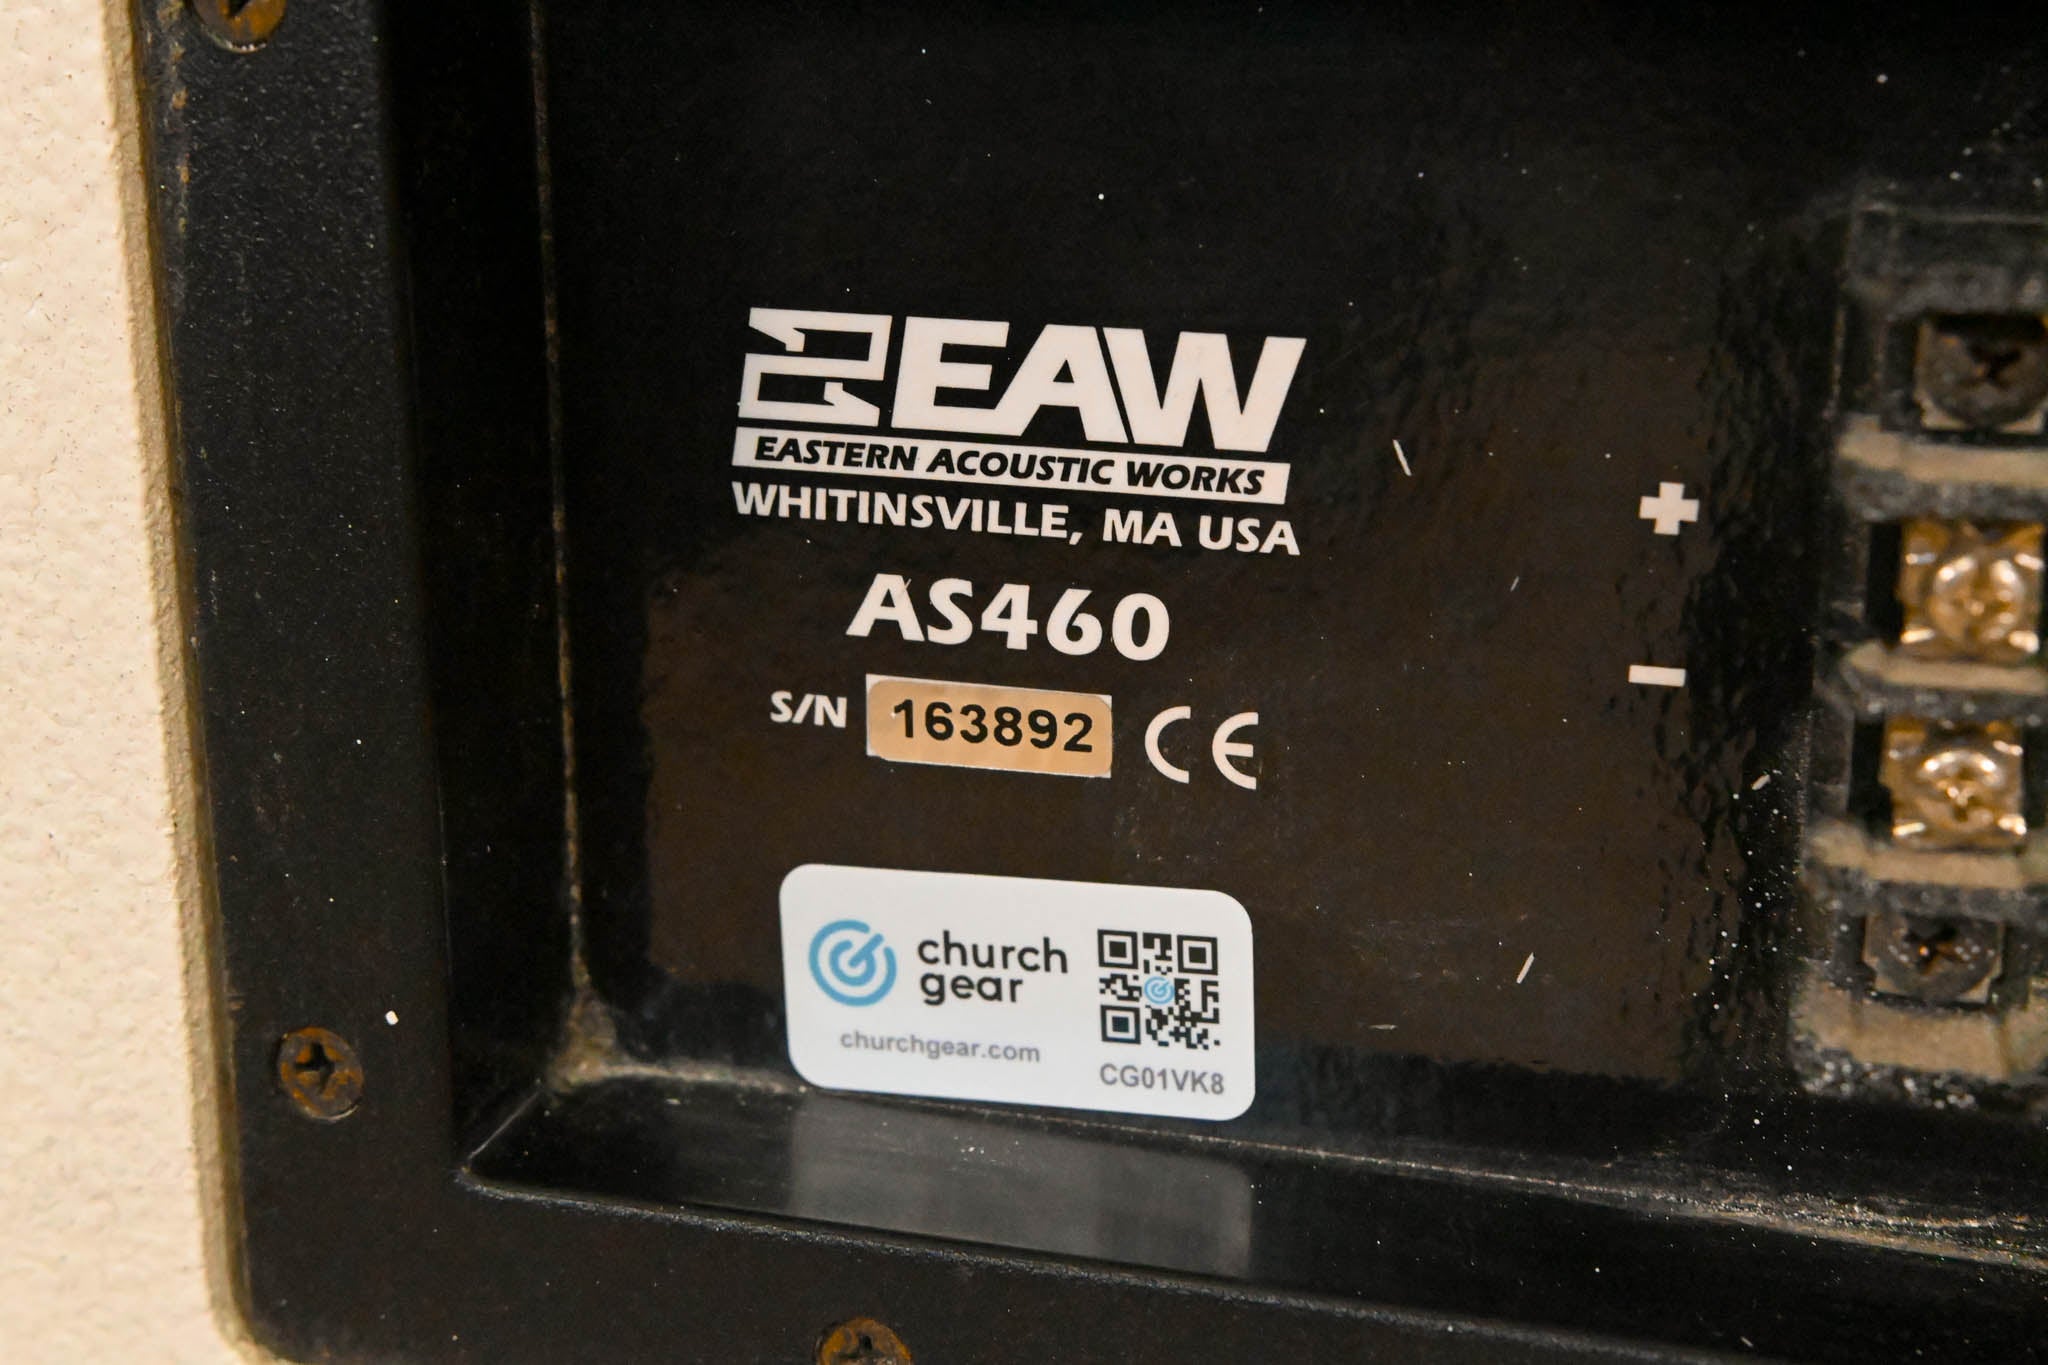 EAW
EASTERN ACOUSTIC WORKS
WHITINSVILLE, MA USA
AS460
S/N 163892 CE
+
−
church
gear
churchgear.com
CG01VK8